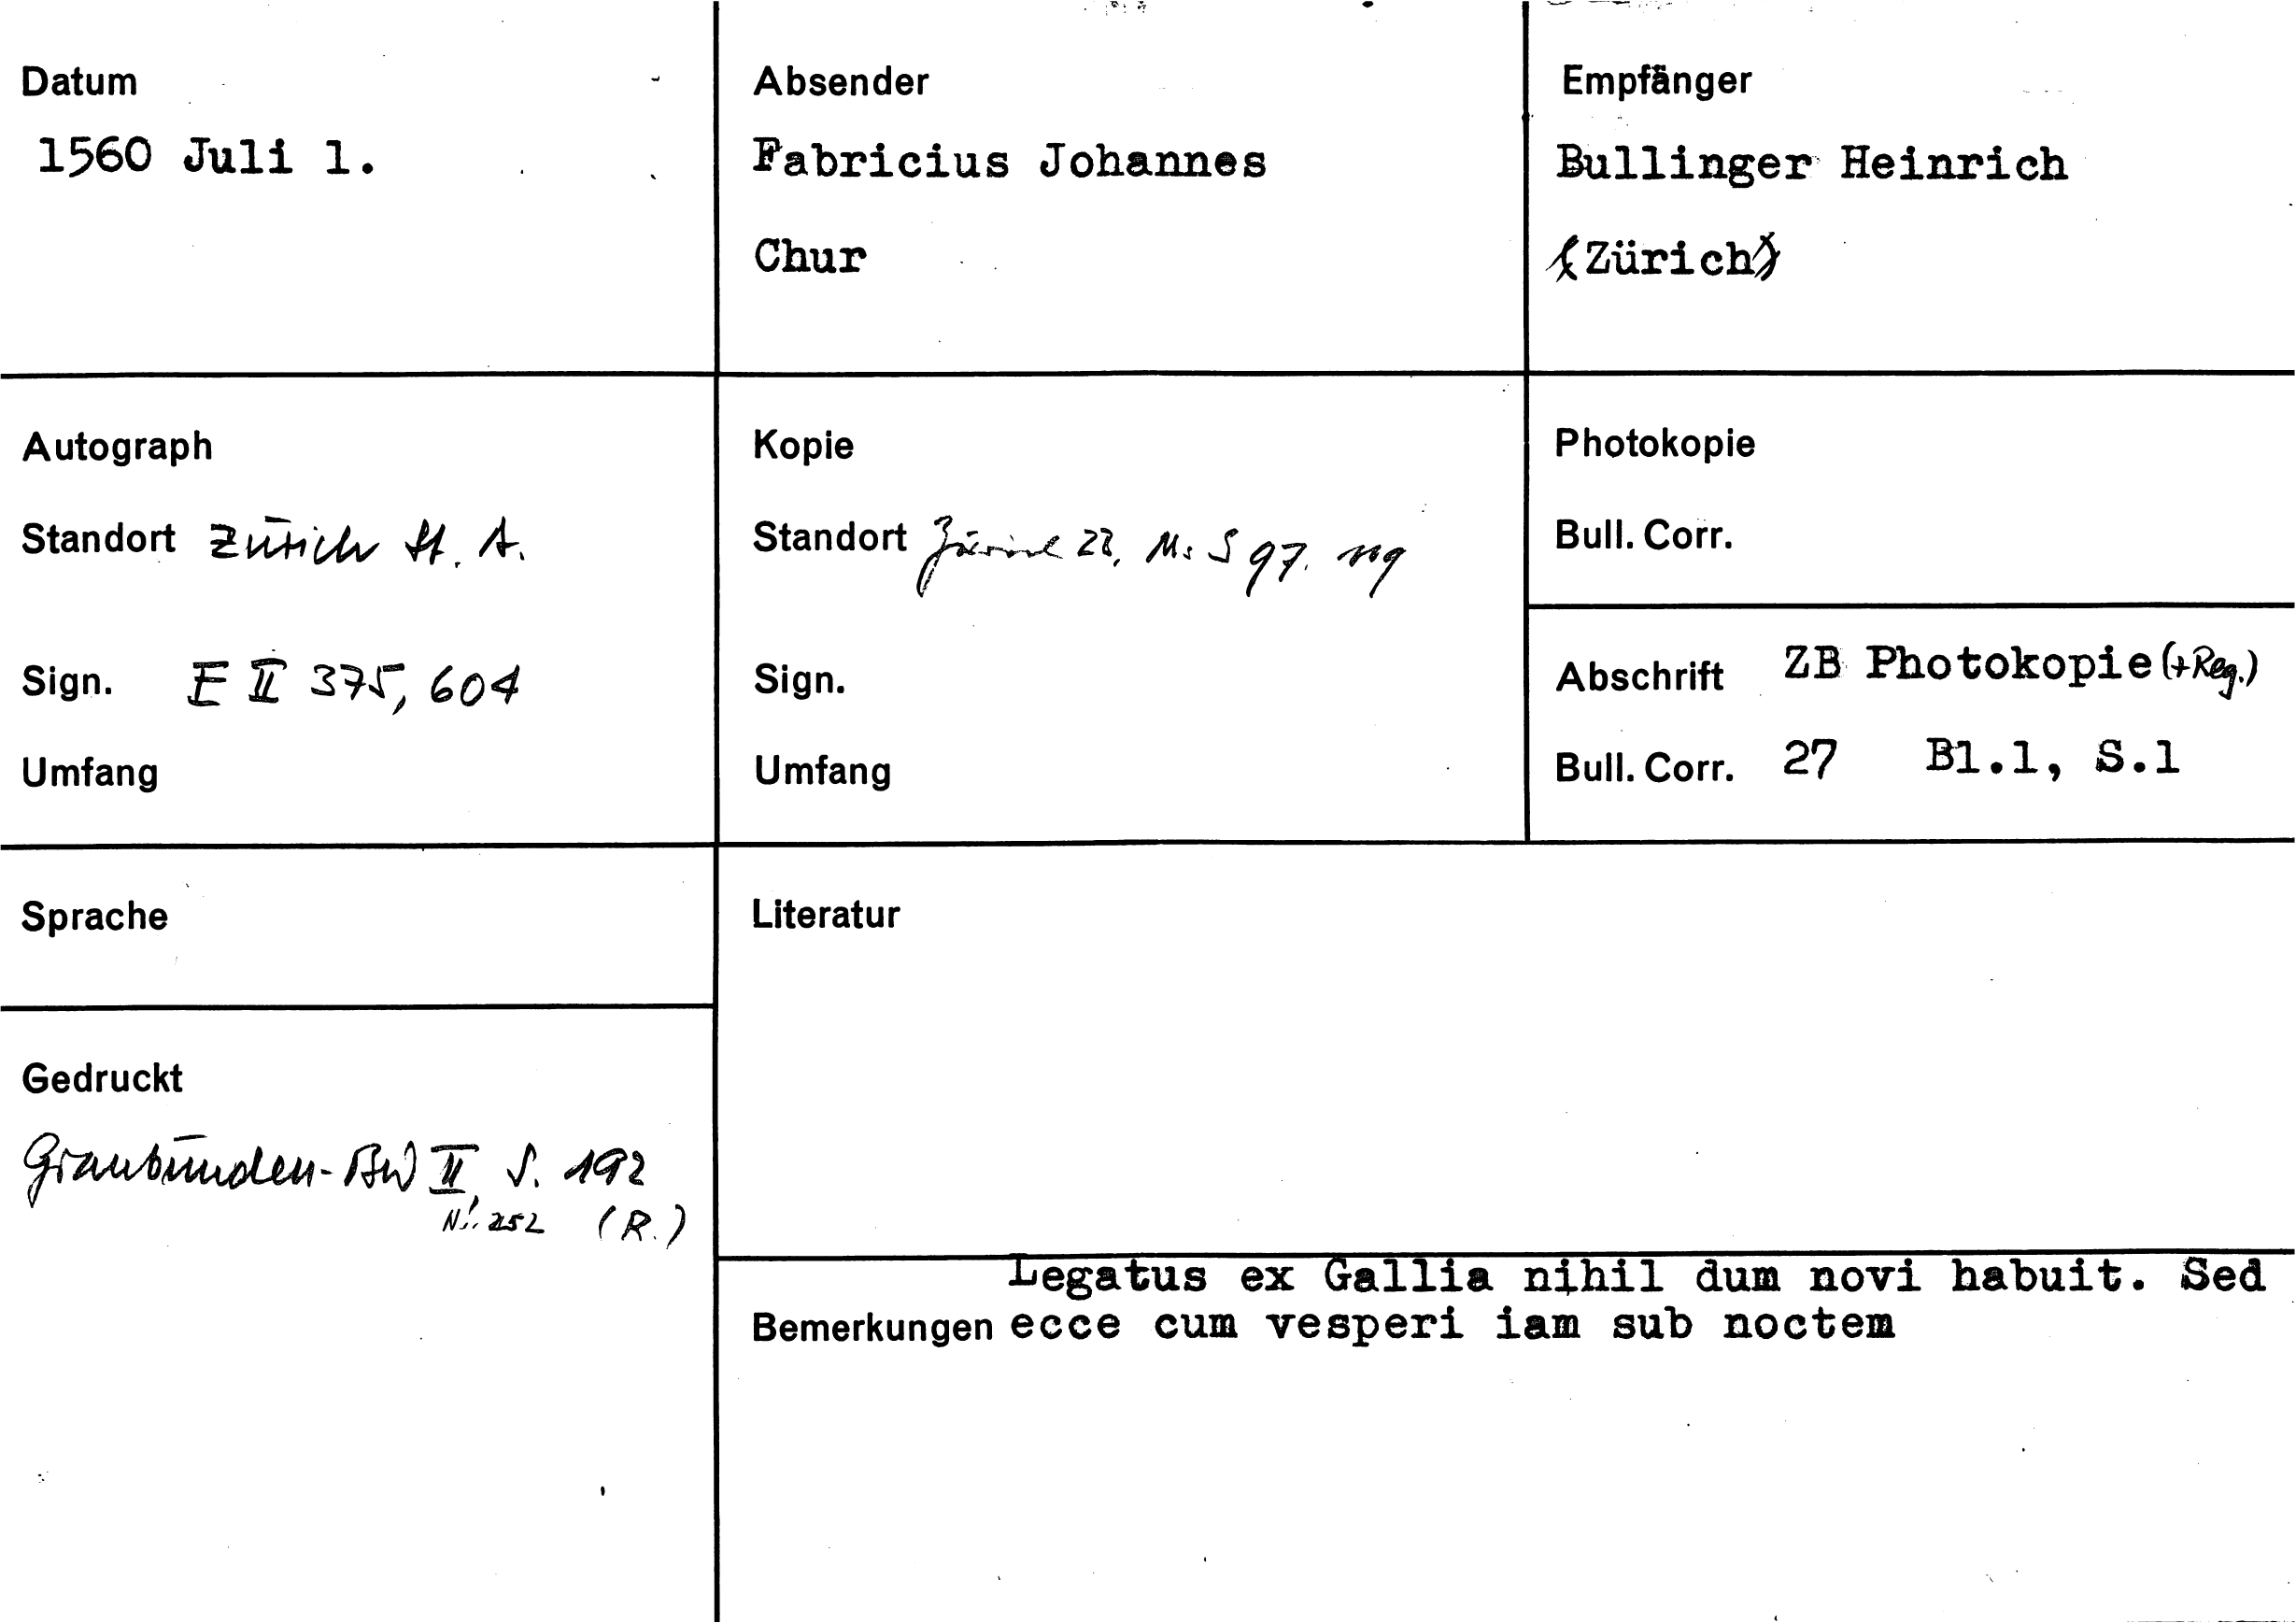 Datum
1560 Juli 1.
Absender
Fabricius Johannes
Chur
Empfänger
Bullinger Heinrich
(Zürich)
Autograph
Standort Zürich St. A.
Sign. E II 375, 604
Umfang
Kopie
Standort Zürich ZB, Ms S 97. 119
Sign.
Umfang
Photokopie
Bull. Corr.
Abschrift ZB Photokopie (+Reg.)
Bull. Corr. 27 Bl.1, S.1
Sprache
Gedruckt
Graubünden-BW II, S. 192
Nr. 252 (R.)
Literatur
Legatus ex Gallia nihil dum novi habuit. Sed
Bemerkungen ecce cum vesperi iam sub noctem